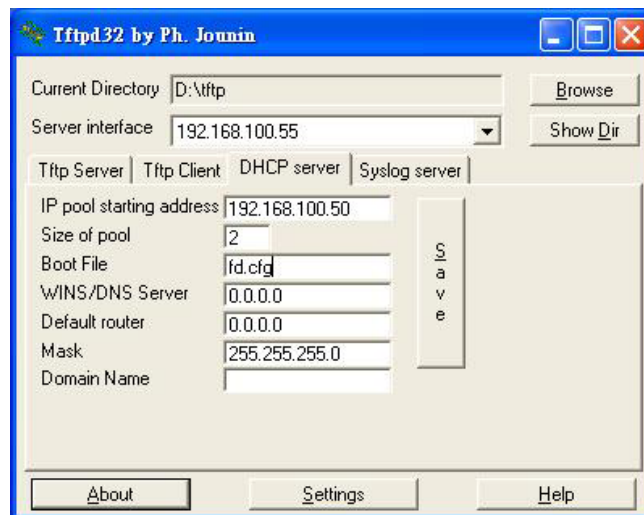 Tftpd32 by Ph. Jounin
Current Directory D:\tftp Browse
Server interface 192.168.100.55 Show Dir
Tftp Server Tftp Client DHCP server Syslog server
IP pool starting address 192.168.100.50
Size of pool 2
Boot File fd.cfg
WINS/DNS Server 0.0.0.0
Default router 0.0.0.0
Mask 255.255.255.0
Domain Name
Save
About Settings Help